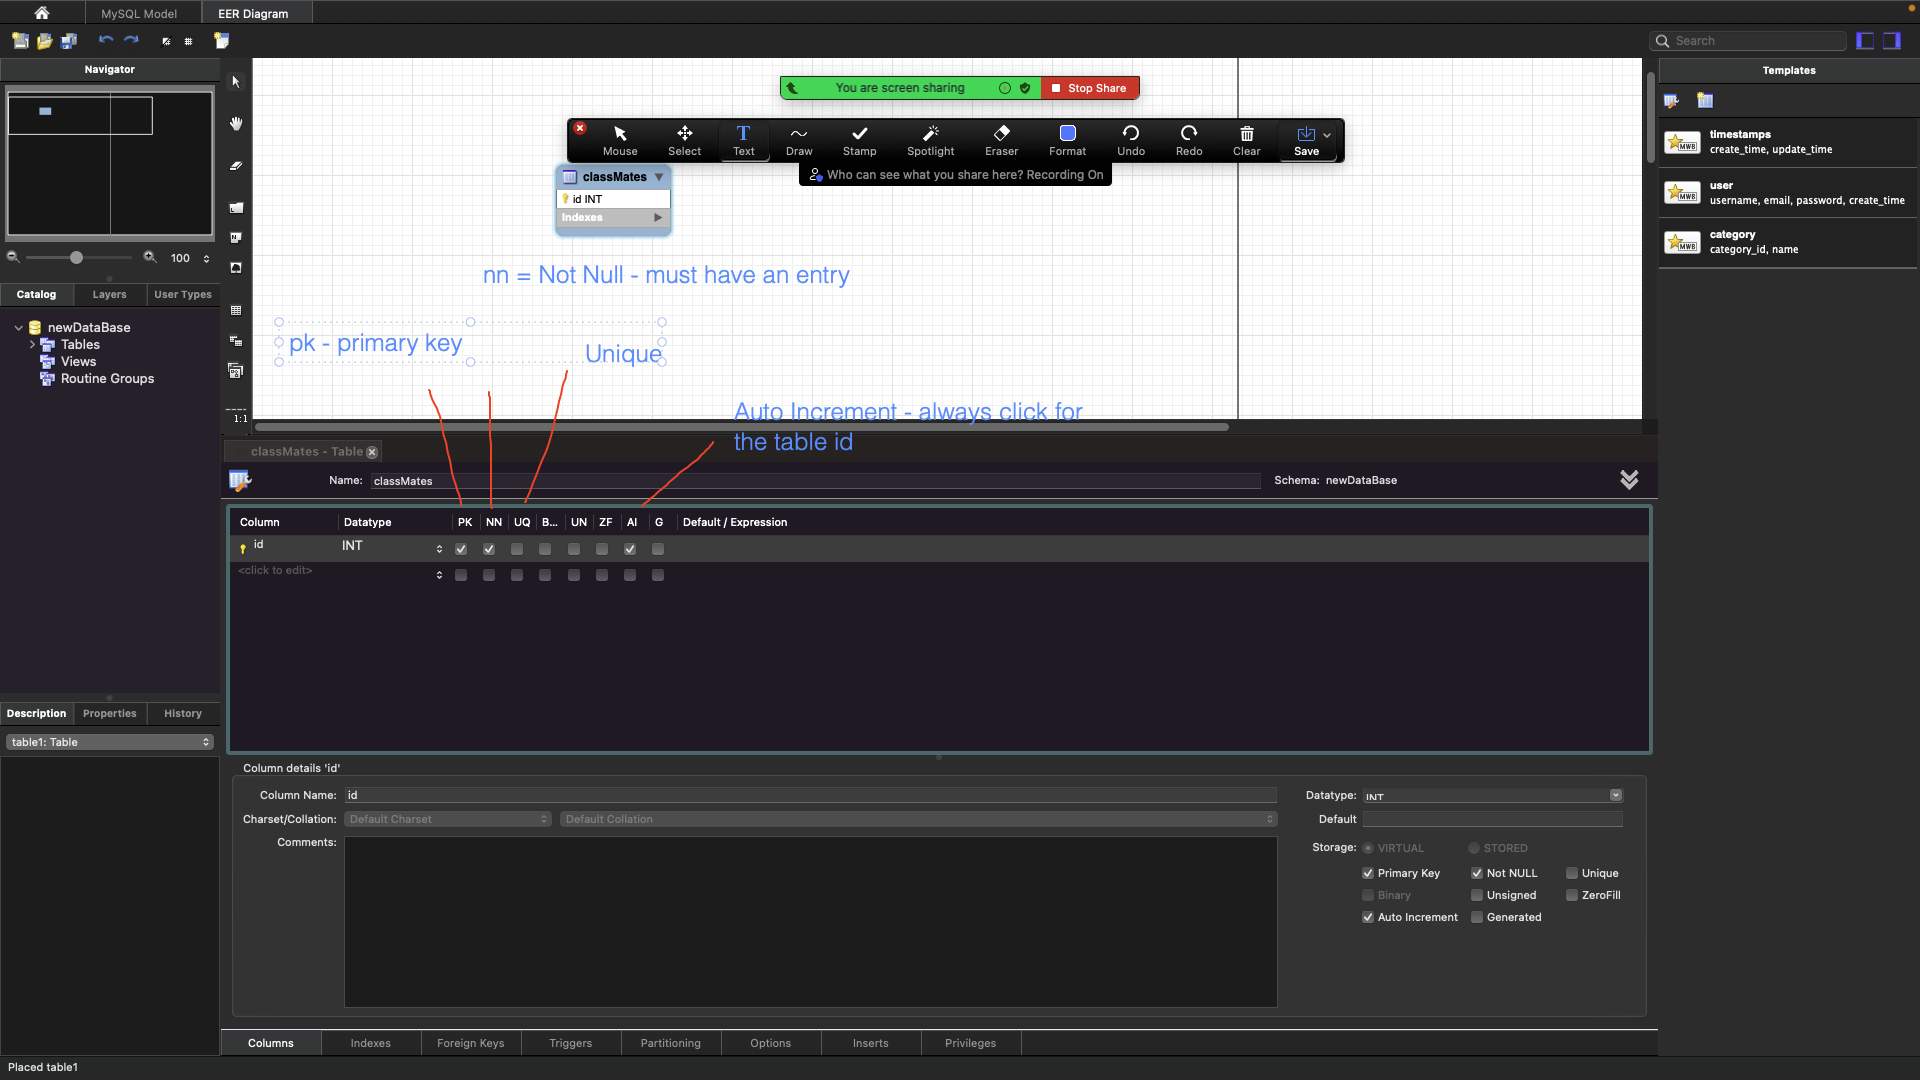 MySQL Model
EER Diagram
Search
Navigator
100
Catalog
Layers
User Types
newDataBase
Tables
Views
Routine Groups
Description
Properties
History
table1: Table
Placed table1
1:1
You are screen sharing
Stop Share
Mouse
Select
Text
Draw
Stamp
Spotlight
Eraser
Format
Undo
Redo
Clear
Save
Who can see what you share here? Recording On
classMates
id INT
Indexes
nn = Not Null - must have an entry
pk - primary key
Unique
Auto Increment - always click for
the table id
classMates - Table
Name: classMates
Schema: newDataBase
Column Datatype PK NN UQ B... UN ZF AI G Default / Expression
id INT
<click to edit>
Column details 'id'
Column Name: id
Charset/Collation: Default Charset Default Collation
Comments:
Datatype: INT
Default
Storage: VIRTUAL STORED
Primary Key Not NULL Unique
Binary Unsigned ZeroFill
Auto Increment Generated
Columns
Indexes
Foreign Keys
Triggers
Partitioning
Options
Inserts
Privileges
Templates
MWB
timestamps
create_time, update_time
MWB
user
username, email, password, create_time
MWB
category
category_id, name